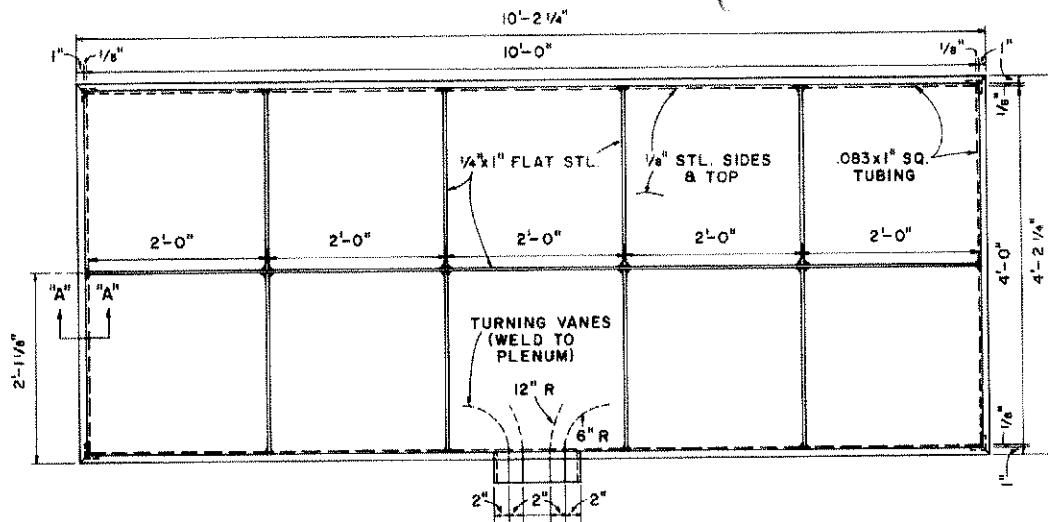 10'-2 1/4"
1" 1/8" 10'-0" 1/8" 1"
1/8"
1/4"x1" FLAT STL.
1/8" STL. SIDES
& TOP
.083x1" SQ.
TUBING
2'-0" 2'-0" 2'-0" 2'-0" 2'-0"
4'-0"
4'-2 1/4"
"A" "A"
2'-1 1/8"
TURNING VANES
(WELD TO
PLENUM)
12" R
6" R
1/8"
1"
2" 2" 2"